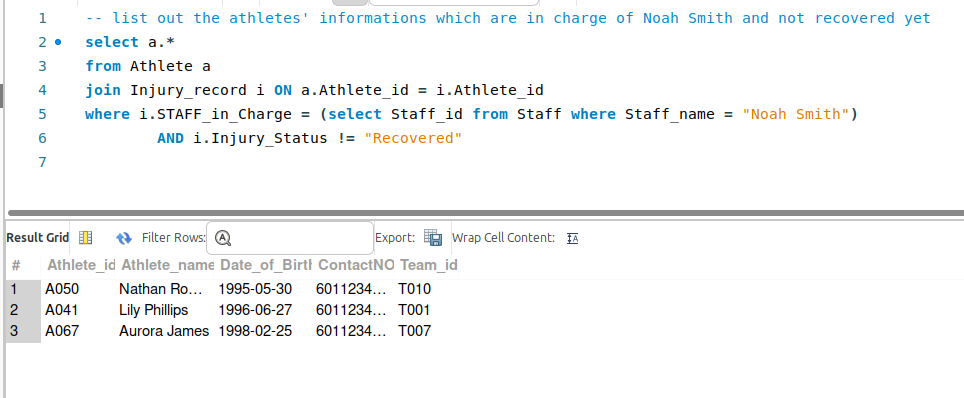 1 -- list out the athletes' informations which are in charge of Noah Smith and not recovered yet
2 select a.*
3 from Athlete a
4 join Injury_record i ON a.Athlete_id = i.Athlete_id
5 where i.STAFF_in_Charge = (select Staff_id from Staff where Staff_name = "Noah Smith")
6 AND i.Injury_Status != "Recovered"
7
Result Grid Filter Rows: Export: Wrap Cell Content:
# Athlete_id Athlete_name Date_of_Birth ContactNO Team_id
1 A050 Nathan Ro... 1995-05-30 6011234... T010
2 A041 Lily Phillips 1996-06-27 6011234... T001
3 A067 Aurora James 1998-02-25 6011234... T007